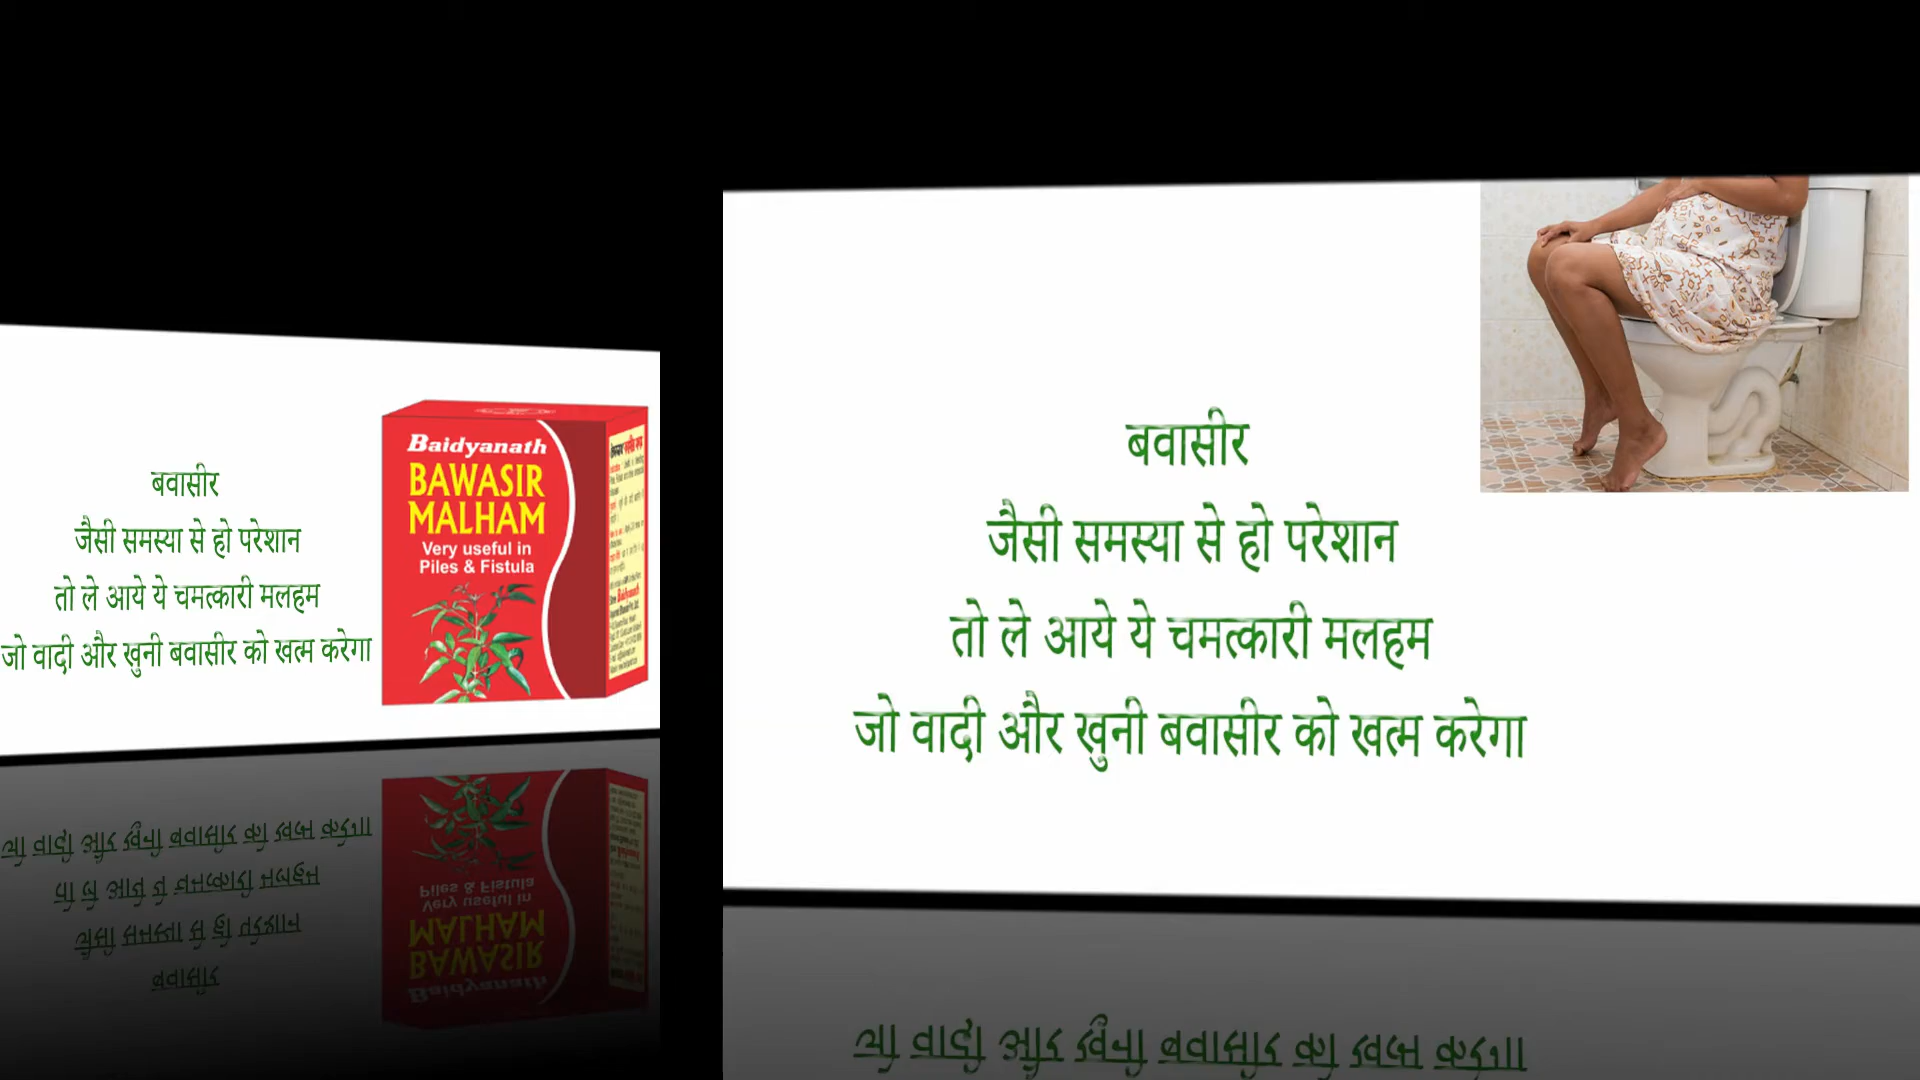 बवासीर
जैसी समस्या से हो परेशान
तो ले आये ये चमत्कारी मलहम
जो वादी और खुनी बवासीर को खत्म करेगा
Baidyanath
BAWASIR
MALHAM
Very useful in
Piles & Fistula
बवासीर
जैसी समस्या से हो परेशान
तो ले आये ये चमत्कारी मलहम
जो वादी और खुनी बवासीर को खत्म करेगा